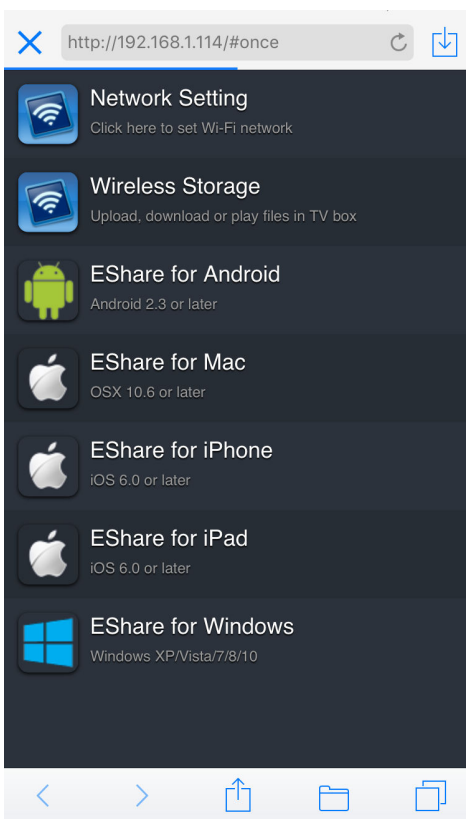 http://192.168.1.114/#once
Network Setting
Click here to set Wi-Fi network
Wireless Storage
Upload, download or play files in TV box
EShare for Android
Android 2.3 or later
EShare for Mac
OSX 10.6 or later
EShare for iPhone
iOS 6.0 or later
EShare for iPad
iOS 6.0 or later
EShare for Windows
Windows XP/Vista/7/8/10